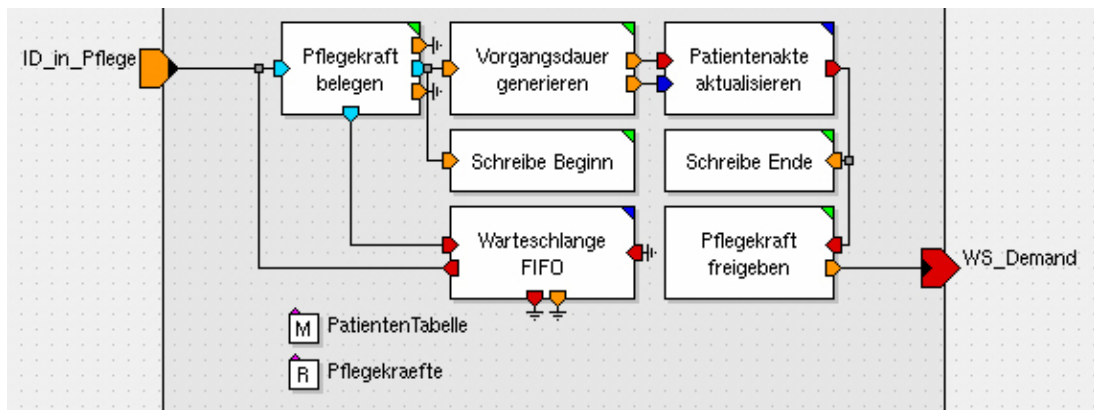 ID_in_Pflege
Pflegekraft
belegen
Vorgangsdauer
generieren
Patientenakte
aktualisieren
Schreibe Beginn
Schreibe Ende
Warteschlange
FIFO
Pflegekraft
freigeben
WS_Demand
M PatientenTabelle
R Pflegekraefte